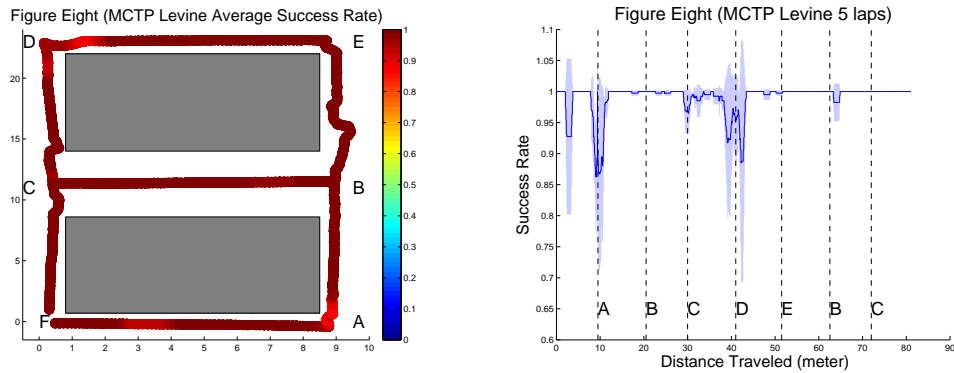 Figure Eight (MCTP Levine Average Success Rate)
D
E
C
B
F
A
20
15
10
5
0
0 1 2 3 4 5 6 7 8 9 10
1
0.9
0.8
0.7
0.6
0.5
0.4
0.3
0.2
0.1
0
Figure Eight (MCTP Levine 5 laps)
Success Rate
1.1
1.05
1
0.95
0.9
0.85
0.8
0.75
0.7
0.65
0.6
A B C D E B C
0 10 20 30 40 50 60 70 80 90
Distance Traveled (meter)